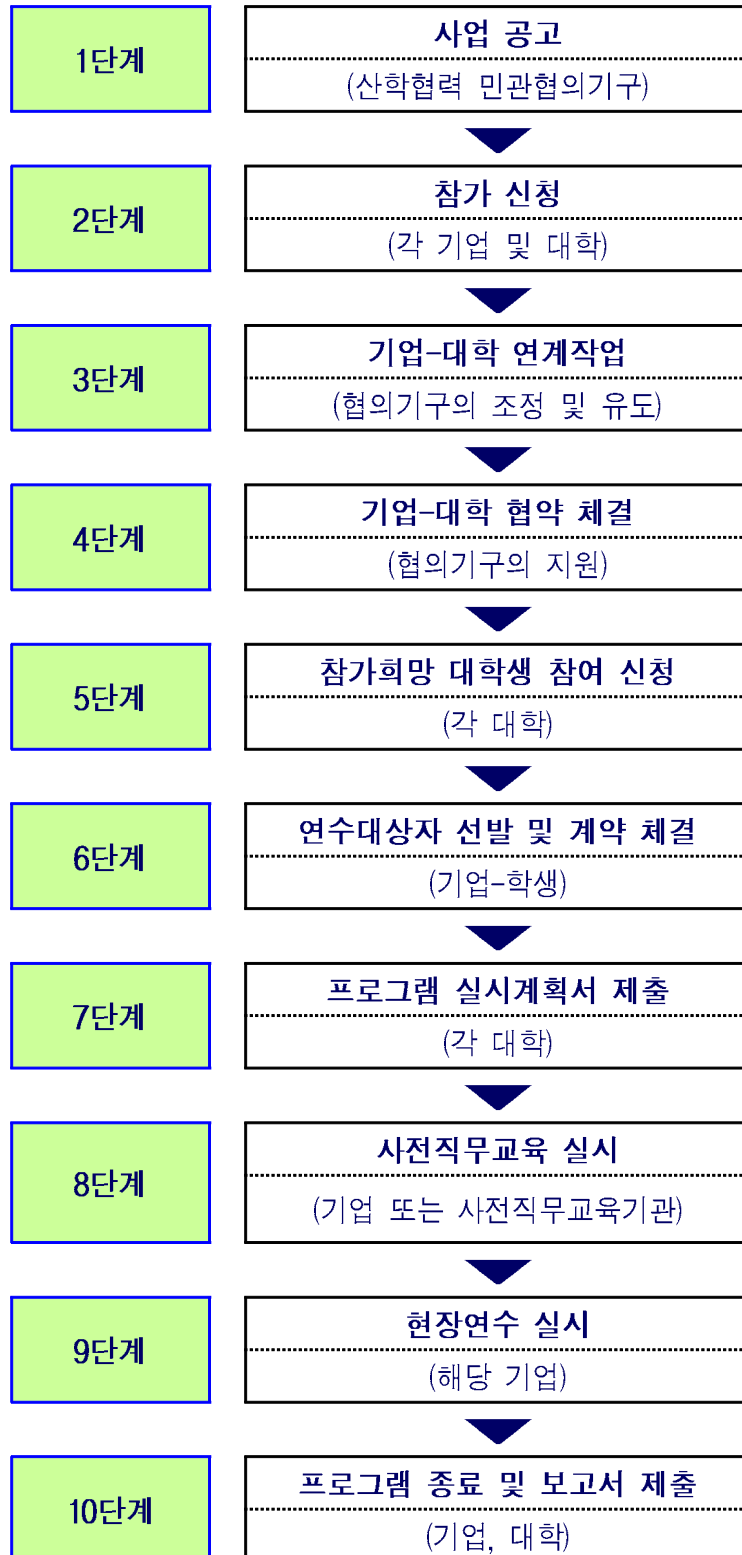 1단계
사업 공고
(산학협력 민관협의기구)
2단계
참가 신청
(각 기업 및 대학)
3단계
기업-대학 연계작업
(협의기구의 조정 및 유도)
4단계
기업-대학 협약 체결
(협의기구의 지원)
5단계
참가희망 대학생 참여 신청
(각 대학)
6단계
연수대상자 선발 및 계약 체결
(기업-학생)
7단계
프로그램 실시계획서 제출
(각 대학)
8단계
사전직무교육 실시
(기업 또는 사전직무교육기관)
9단계
현장연수 실시
(해당 기업)
10단계
프로그램 종료 및 보고서 제출
(기업, 대학)